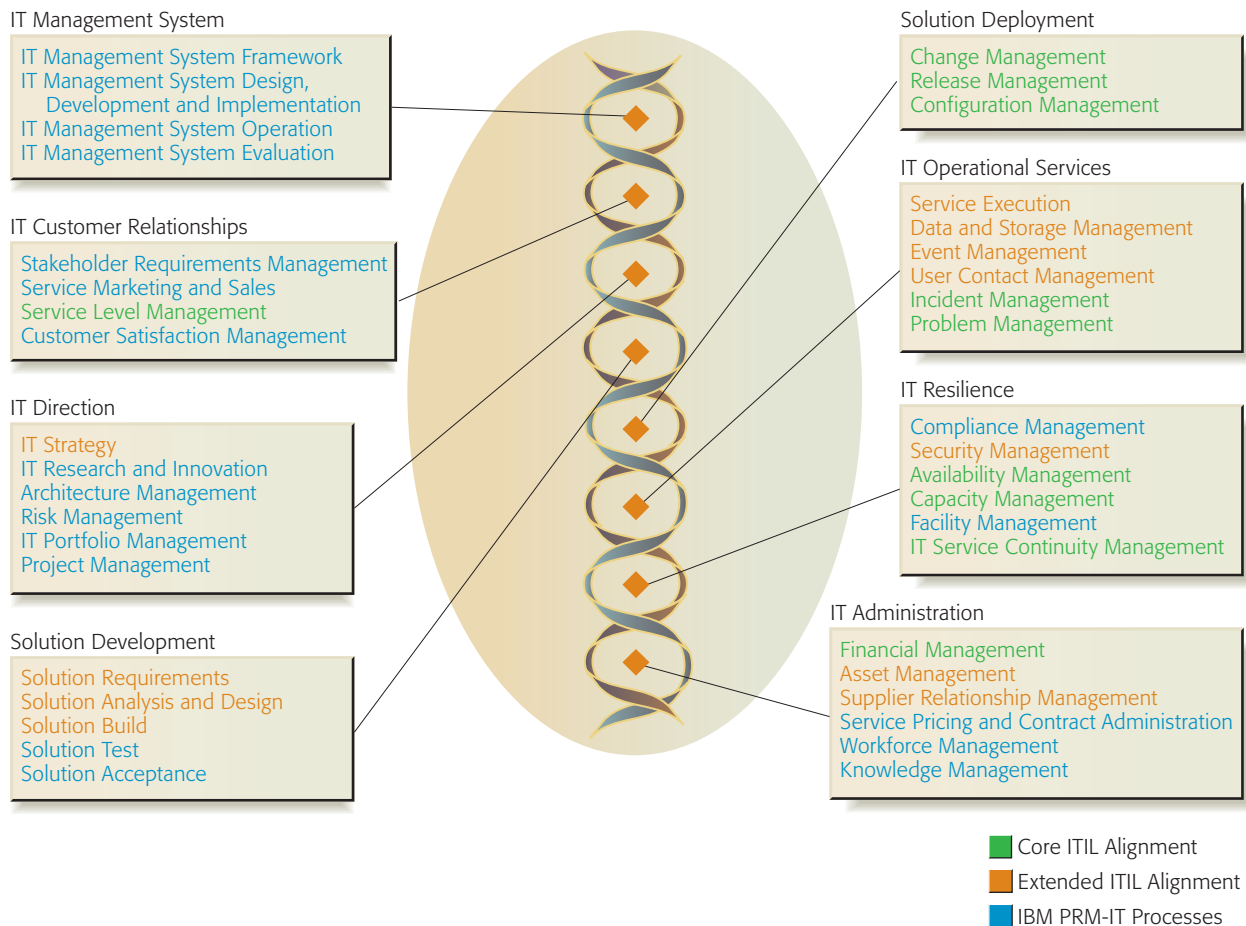 IT Management System
IT Management System Framework
IT Management System Design,
Development and Implementation
IT Management System Operation
IT Management System Evaluation
IT Customer Relationships
Stakeholder Requirements Management
Service Marketing and Sales
Service Level Management
Customer Satisfaction Management
IT Direction
IT Strategy
IT Research and Innovation
Architecture Management
Risk Management
IT Portfolio Management
Project Management
Solution Development
Solution Requirements
Solution Analysis and Design
Solution Build
Solution Test
Solution Acceptance
Solution Deployment
Change Management
Release Management
Configuration Management
IT Operational Services
Service Execution
Data and Storage Management
Event Management
User Contact Management
Incident Management
Problem Management
IT Resilience
Compliance Management
Security Management
Availability Management
Capacity Management
Facility Management
IT Service Continuity Management
IT Administration
Financial Management
Asset Management
Supplier Relationship Management
Service Pricing and Contract Administration
Workforce Management
Knowledge Management
Core ITIL Alignment
Extended ITIL Alignment
IBM PRM-IT Processes